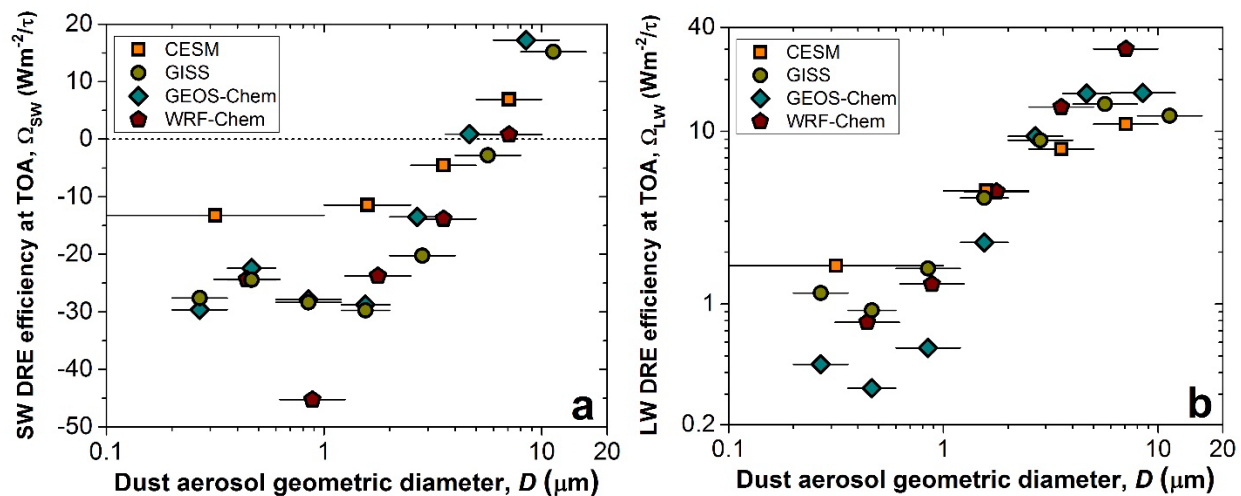 SW DRE efficiency at TOA, Ω_SW (Wm⁻²/τ)
20
10
0
-10
-20
-30
-40
-50
CESM
GISS
GEOS-Chem
WRF-Chem
a
0.1 1 10 20
Dust aerosol geometric diameter, D (μm)
LW DRE efficiency at TOA, Ω_LW (Wm⁻²/τ)
40
10
1
0.2
CESM
GISS
GEOS-Chem
WRF-Chem
b
0.1 1 10 20
Dust aerosol geometric diameter, D (μm)